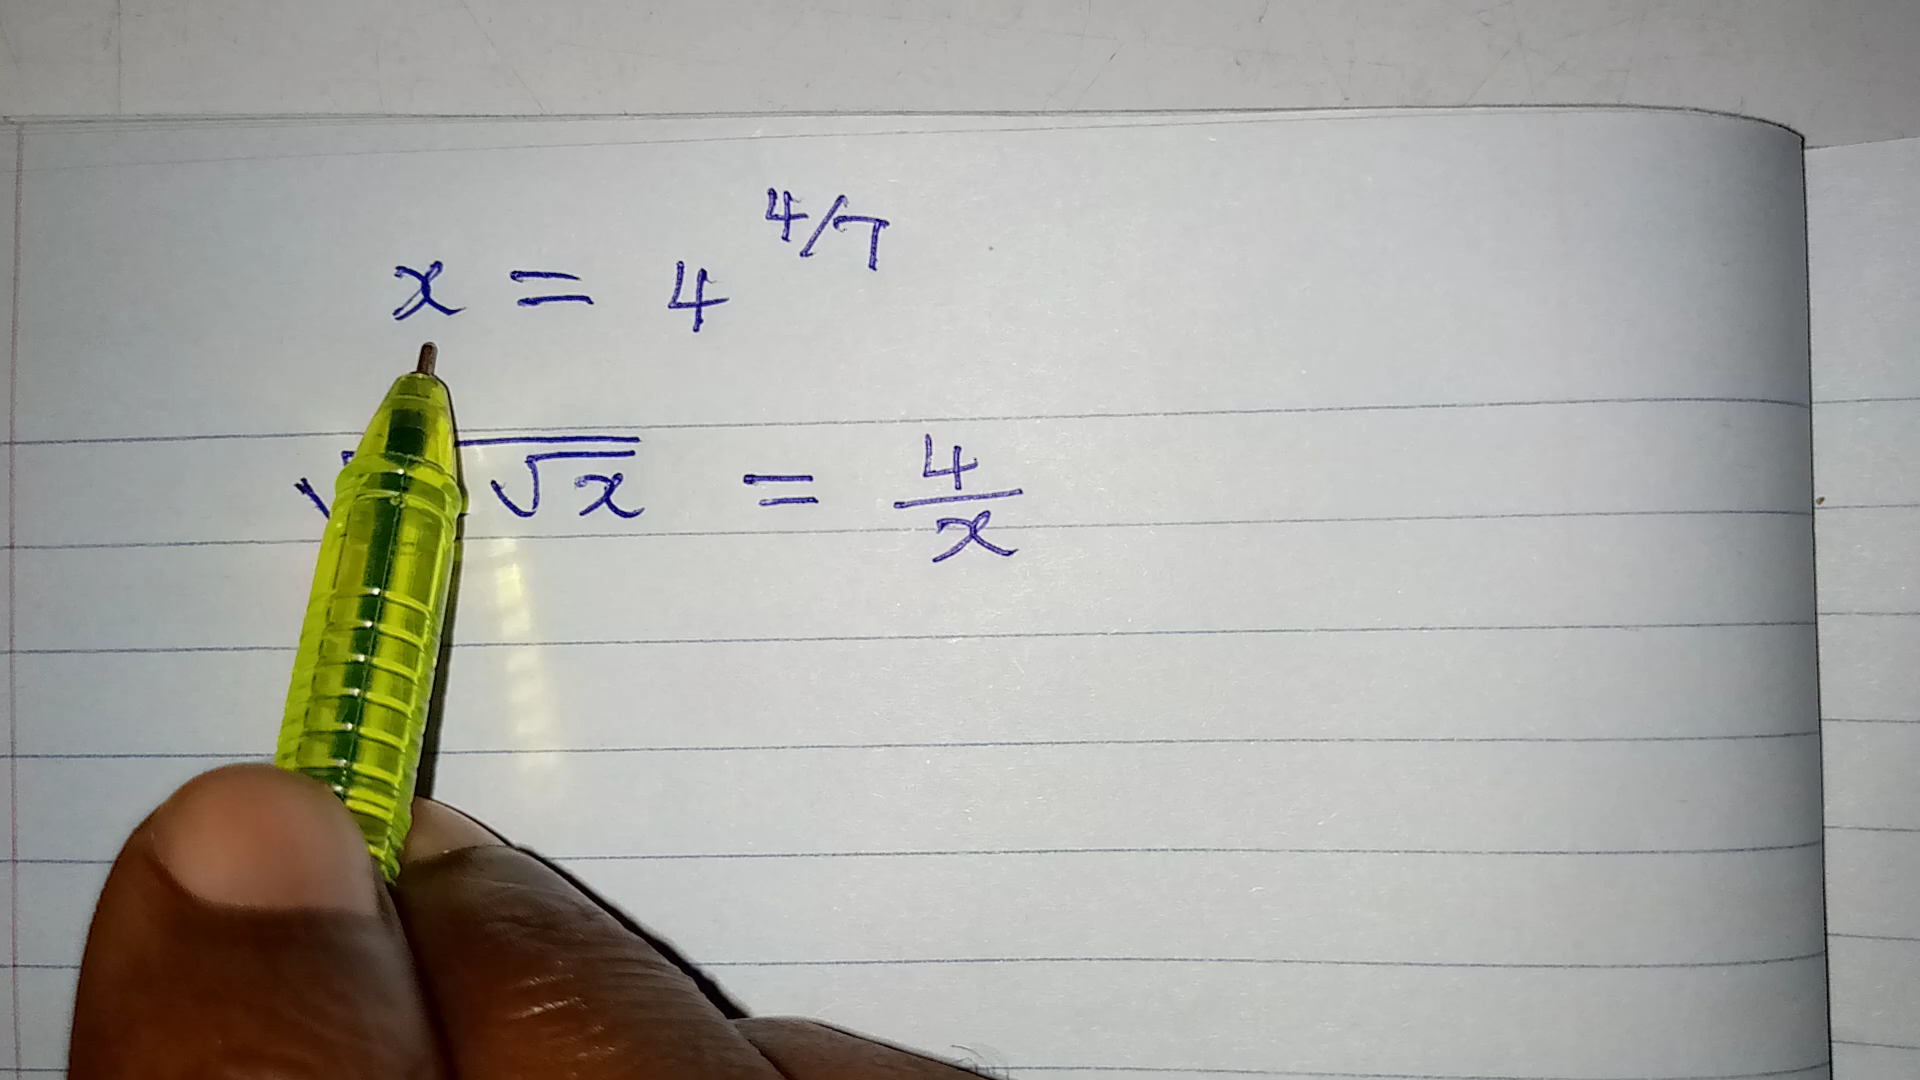 x = 4^{4/7}
√ √x = 4/x